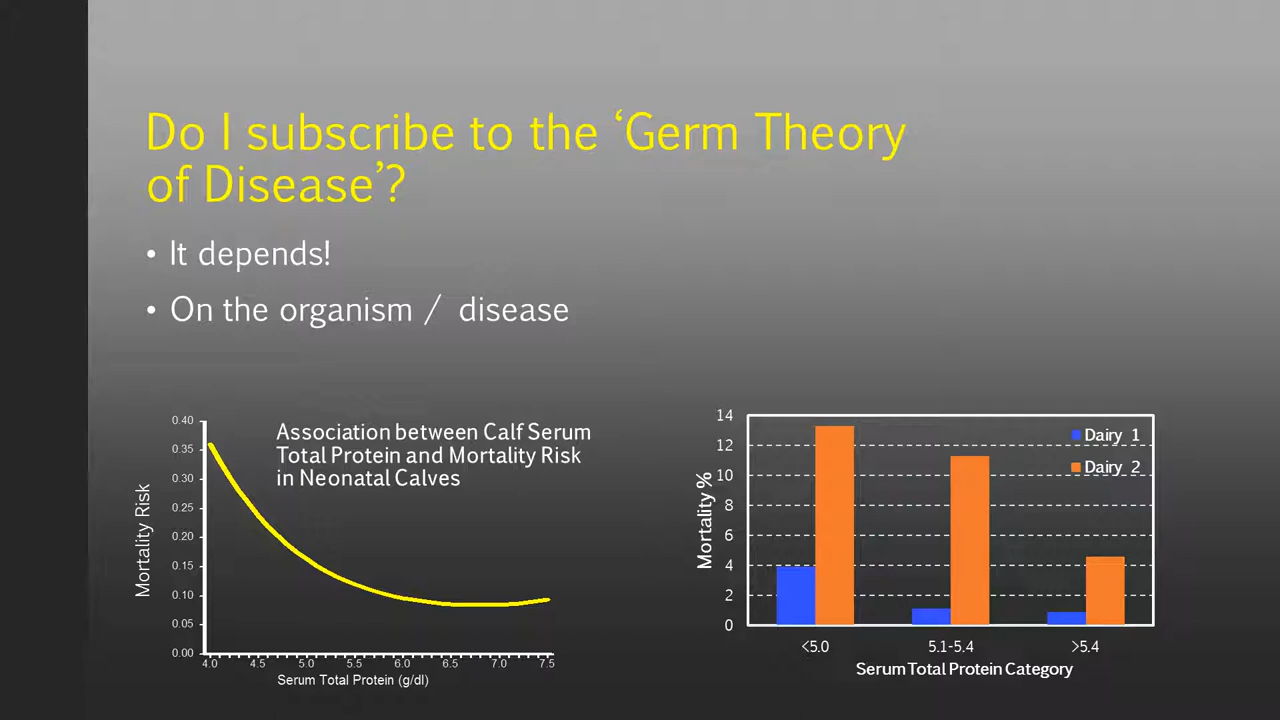 Do I subscribe to the ‘Germ Theory
of Disease’?
• It depends!
• On the organism / disease
Association between Calf Serum
Total Protein and Mortality Risk
in Neonatal Calves
Mortality Risk
0.40
0.35
0.30
0.25
0.20
0.15
0.10
0.05
0.00
4.0 4.5 5.0 5.5 6.0 6.5 7.0 7.5
Serum Total Protein (g/dl)
Mortality %
14
12
10
8
6
4
2
0
Dairy 1
Dairy 2
<5.0 5.1-5.4 >5.4
Serum Total Protein Category